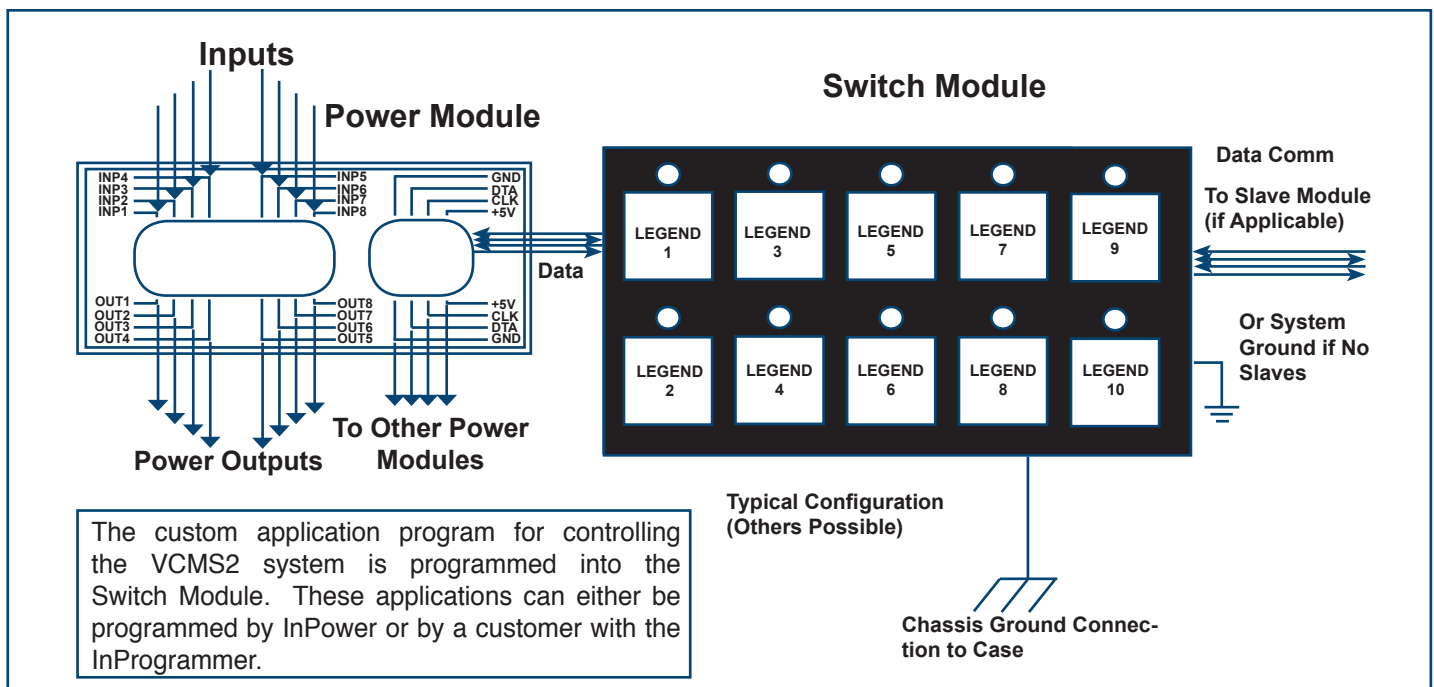 Inputs
Power Module
Switch Module
INP4
INP3
INP2
INP1
INP5
INP6
INP7
INP8
GND
DTA
CLK
+5V
OUT1
OUT2
OUT3
OUT4
OUT8
OUT7
OUT6
OUT5
+5V
CLK
DTA
GND
Data
Power Outputs
To Other Power
Modules
LEGEND
1
LEGEND
3
LEGEND
5
LEGEND
7
LEGEND
9
LEGEND
2
LEGEND
4
LEGEND
6
LEGEND
8
LEGEND
10
Data Comm
To Slave Module
(if Applicable)
Or System
Ground if No
Slaves
Typical Configuration
(Others Possible)
Chassis Ground Connec-
tion to Case
The custom application program for controlling
the VCMS2 system is programmed into the
Switch Module. These applications can either be
programmed by InPower or by a customer with the
InProgrammer.